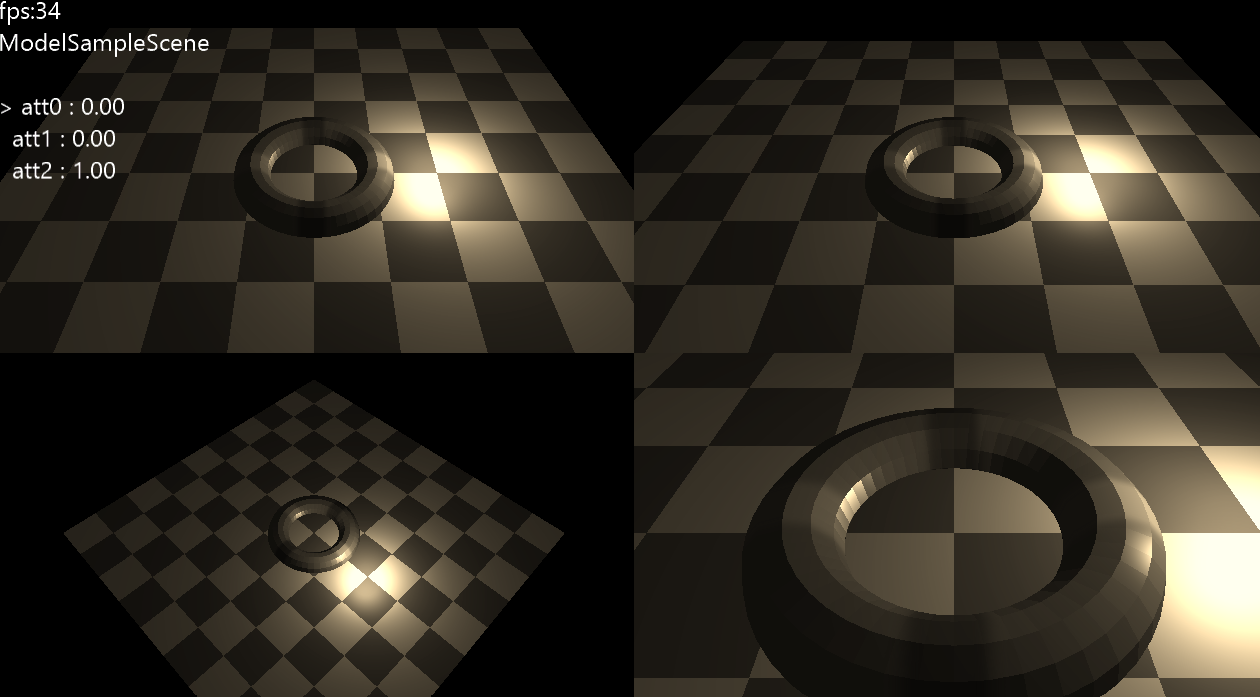 fps:34
ModelSampleScene
> att0 : 0.00
att1 : 0.00
att2 : 1.00